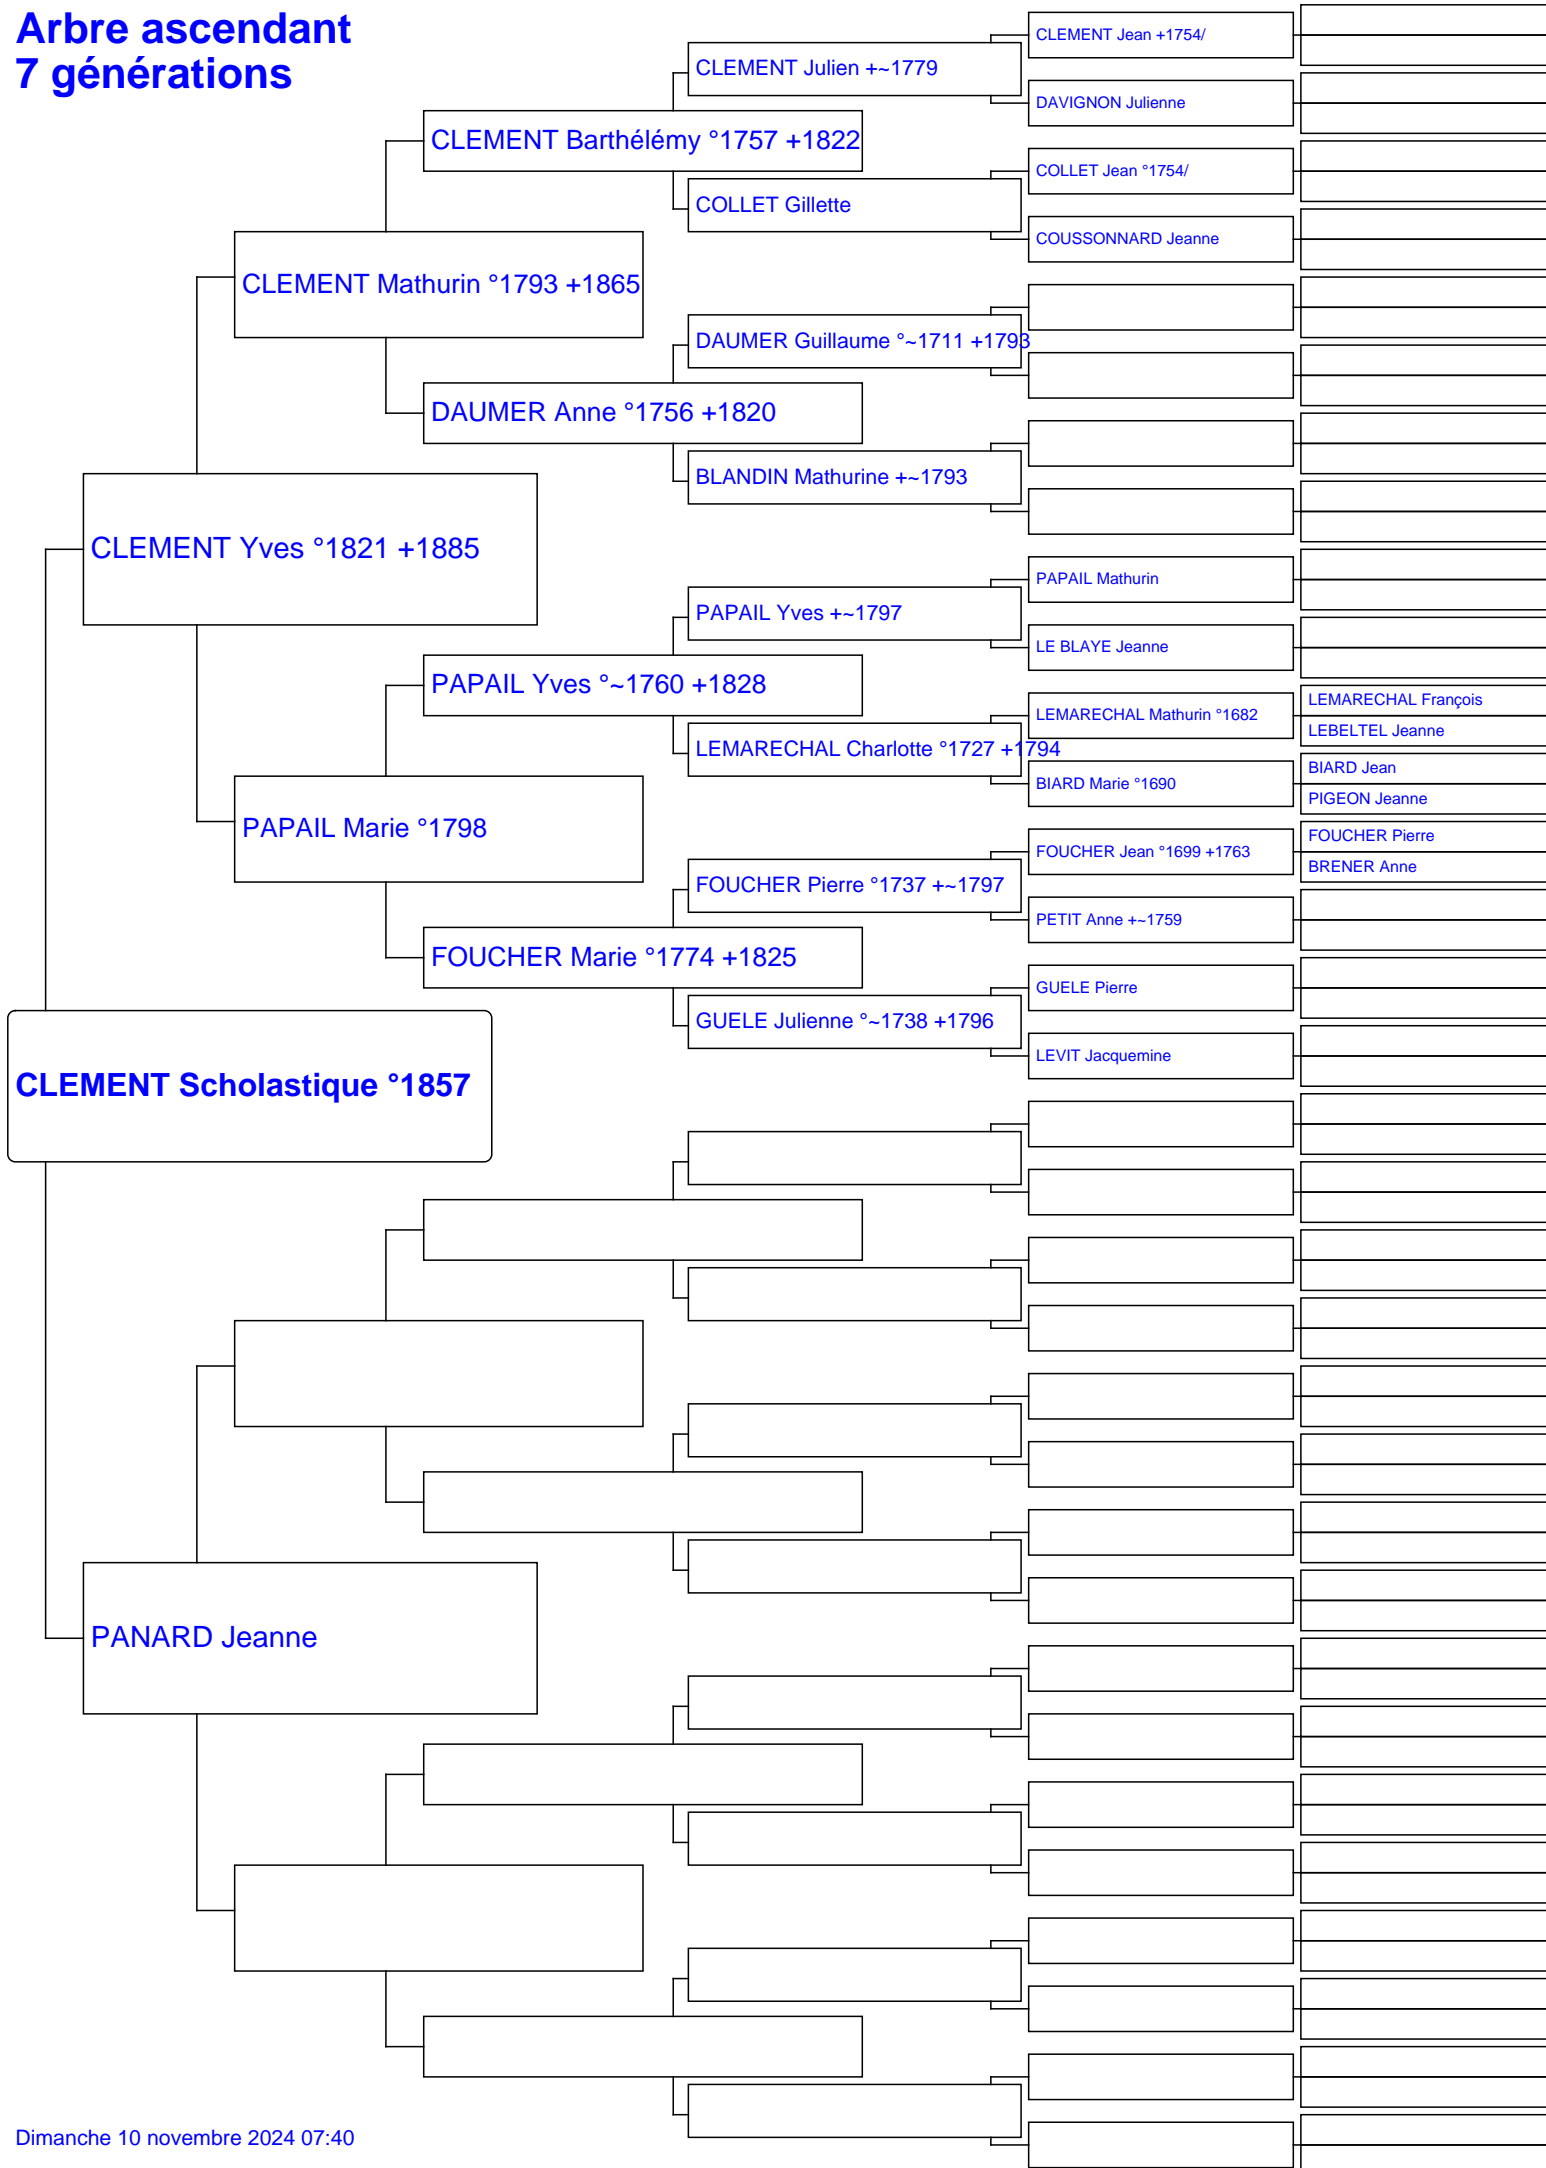 Arbre ascendant
7 générations
CLEMENT Scholastique °1857
CLEMENT Yves °1821 +1885
PANARD Jeanne
CLEMENT Mathurin °1793 +1865
PAPAIL Marie °1798
CLEMENT Barthélémy °1757 +1822
DAUMER Anne °1756 +1820
PAPAIL Yves °~1760 +1828
FOUCHER Marie °1774 +1825
CLEMENT Julien +~1779
COLLET Gillette
DAUMER Guillaume °~1711 +1793
BLANDIN Mathurine +~1793
PAPAIL Yves +~1797
LEMARECHAL Charlotte °1727 +1794
FOUCHER Pierre °1737 +~1797
GUELE Julienne °~1738 +1796
CLEMENT Jean +1754/
DAVIGNON Julienne
COLLET Jean °1754/
COUSSONNARD Jeanne
PAPAIL Mathurin
LE BLAYE Jeanne
LEMARECHAL Mathurin °1682
BIARD Marie °1690
FOUCHER Jean °1699 +1763
PETIT Anne +~1759
GUELE Pierre
LEVIT Jacquemine
LEMARECHAL François
LEBELTEL Jeanne
BIARD Jean
PIGEON Jeanne
FOUCHER Pierre
BRENER Anne
Dimanche 10 novembre 2024 07:40